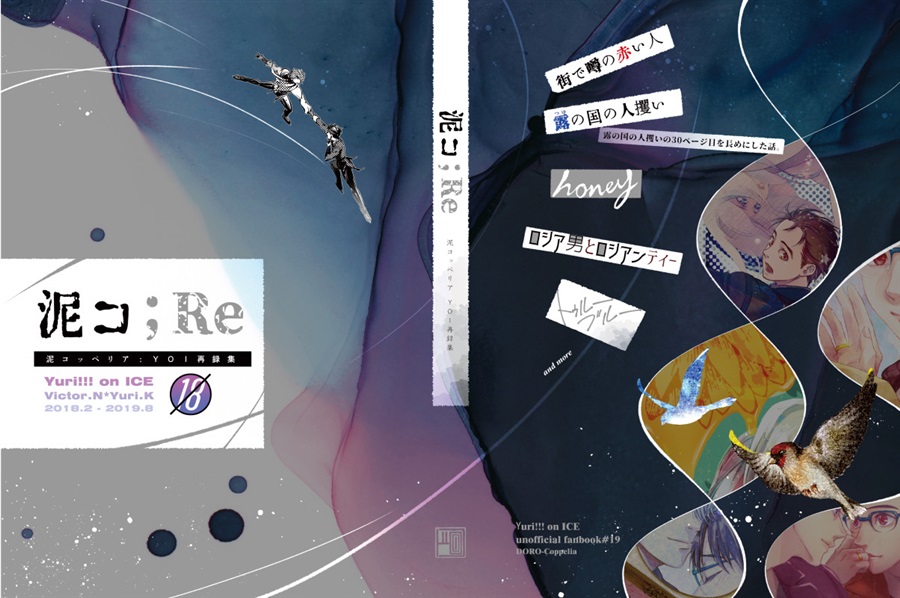 泥コ;Re
泥コッペリア:YOI再録集
Yuri!!! on ICE
Victor.N*Yuri.K
2018.2 - 2019.8
18
泥コ;Re
泥コッペリア YOI再録集
街で噂の赤い人
露の国の人攫い
露の国の人攫いの30ページ目を長めにした話。
honey
ロシア男とロシアンティー
トゥルーブルー
and more
Yuri!!! on ICE
unofficial fanbook#19
DORO-Coppelia